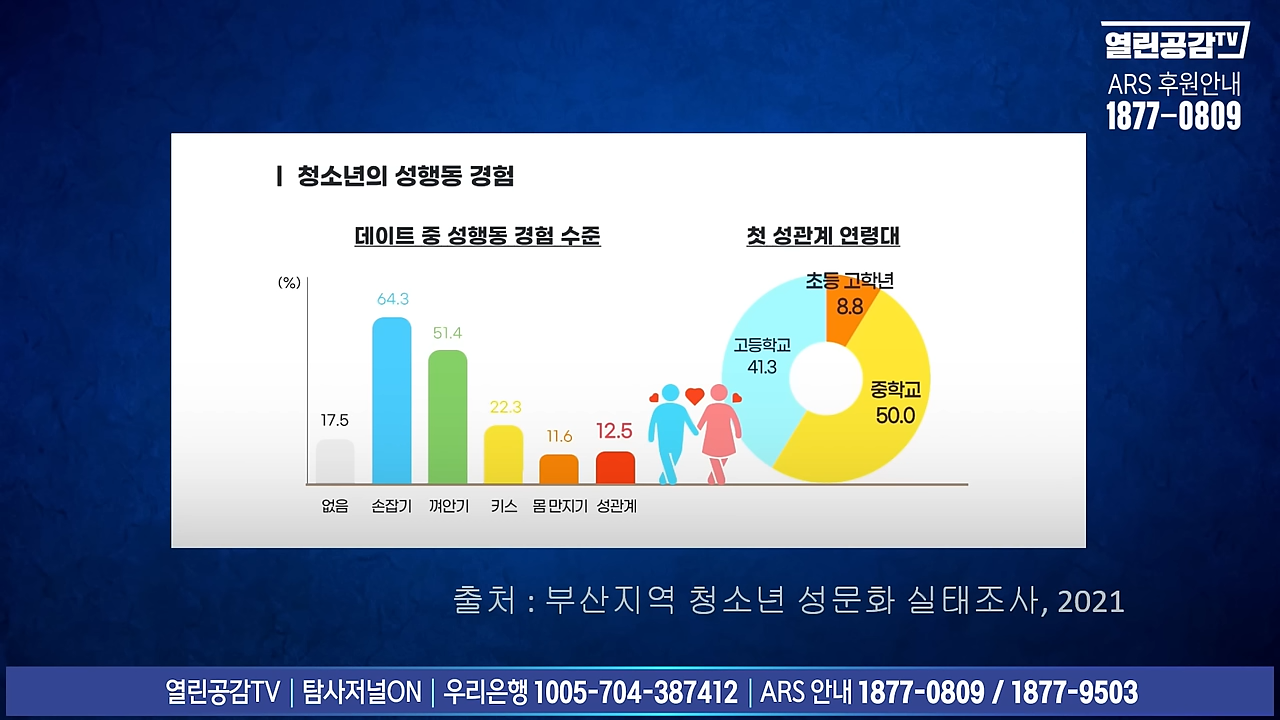 열린공감TV
ARS 후원안내
1877-0809
청소년의 성행동 경험
데이트 중 성행동 경험 수준
(%)
17.5
64.3
51.4
22.3
11.6
12.5
없음
손잡기
껴안기
키스
몸 만지기
성관계
첫 성관계 연령대
초등 고학년
8.8
고등학교
41.3
중학교
50.0
출처 : 부산지역 청소년 성문화 실태조사, 2021
열린공감TV | 탐사저널ON | 우리은행 1005-704-387412 | ARS 안내 1877-0809 / 1877-9503